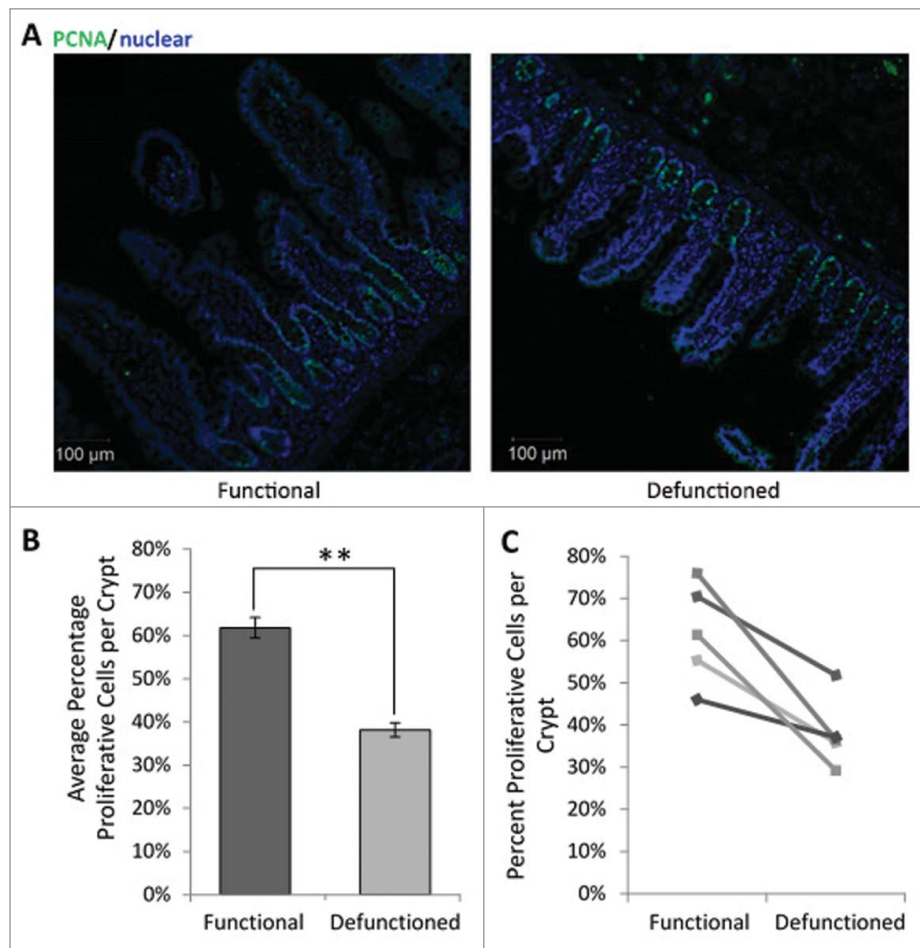 A PCNA/nuclear
100 µm
100 µm
Functional
Defunctioned
B
Average Percentage
Proliferative Cells per Crypt
80%
70%
60%
50%
40%
30%
20%
10%
0%
**
Functional
Defunctioned
C
Percent Proliferative Cells per
Crypt
80%
70%
60%
50%
40%
30%
20%
10%
0%
Functional
Defunctioned